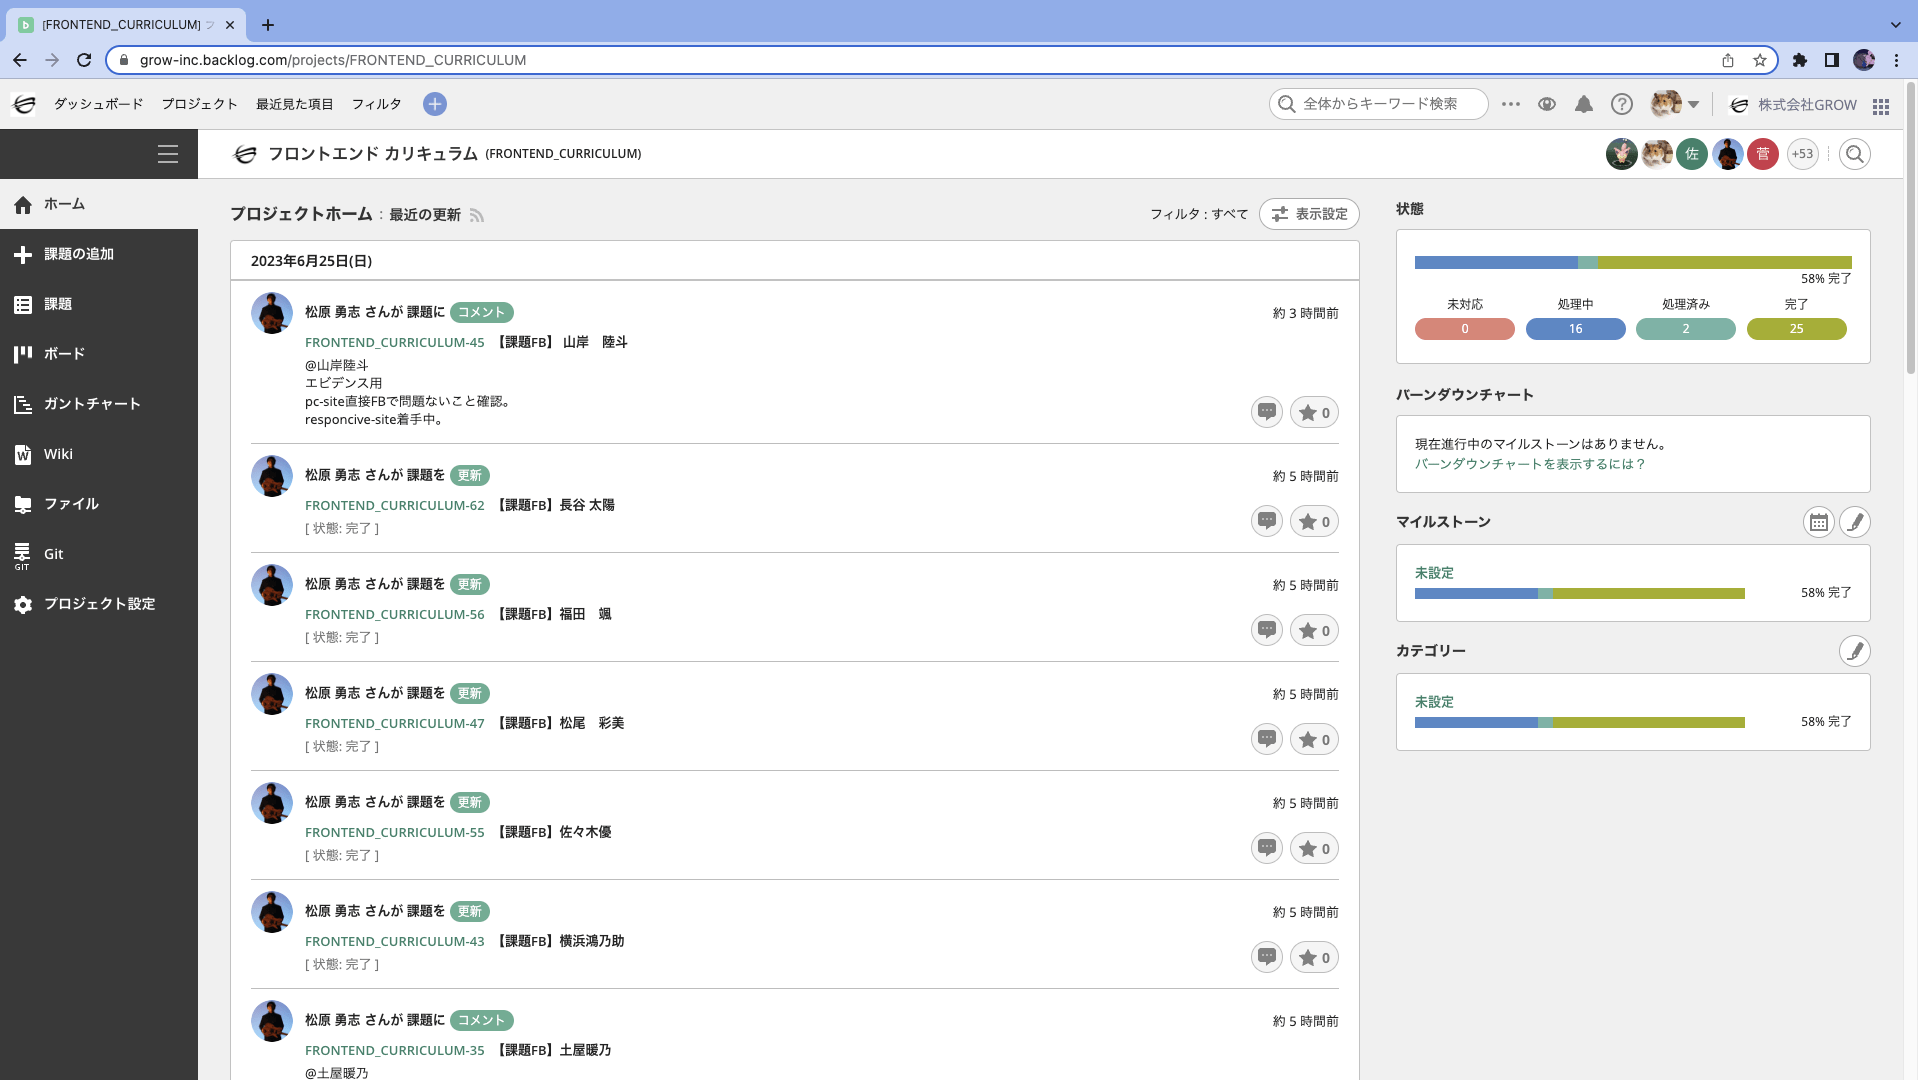 [FRONTEND_CURRICULUM] フ
grow-inc.backlog.com/projects/FRONTEND_CURRICULUM
ダッシュボード プロジェクト 最近見た項目 フィルタ
全体からキーワード検索
株式会社GROW
フロントエンド カリキュラム (FRONTEND_CURRICULUM)
佐 菅 +53
ホーム
課題の追加
課題
ボード
ガントチャート
Wiki
ファイル
GIT Git
プロジェクト設定
プロジェクトホーム : 最近の更新
フィルタ : すべて 表示設定
2023年6月25日(日)
松原 勇志 さんが 課題に コメント 約 3 時間前
FRONTEND_CURRICULUM-45 【課題FB】 山岸　陸斗
@山岸陸斗
エビデンス用
pc-site直接FBで問題ないこと確認。
responcive-site着手中。
0
松原 勇志 さんが 課題を 更新 約 5 時間前
FRONTEND_CURRICULUM-62 【課題FB】長谷 太陽
[ 状態: 完了 ]
0
松原 勇志 さんが 課題を 更新 約 5 時間前
FRONTEND_CURRICULUM-56 【課題FB】福田　颯
[ 状態: 完了 ]
0
松原 勇志 さんが 課題を 更新 約 5 時間前
FRONTEND_CURRICULUM-47 【課題FB】松尾　彩美
[ 状態: 完了 ]
0
松原 勇志 さんが 課題を 更新 約 5 時間前
FRONTEND_CURRICULUM-55 【課題FB】佐々木優
[ 状態: 完了 ]
0
松原 勇志 さんが 課題を 更新 約 5 時間前
FRONTEND_CURRICULUM-43 【課題FB】横浜鴻乃助
[ 状態: 完了 ]
0
松原 勇志 さんが 課題に コメント 約 5 時間前
FRONTEND_CURRICULUM-35 【課題FB】土屋暖乃
@土屋暖乃
状態
58% 完了
未対応 処理中 処理済み 完了
0 16 2 25
バーンダウンチャート
現在進行中のマイルストーンはありません。
バーンダウンチャートを表示するには？
マイルストーン
未設定
58% 完了
カテゴリー
未設定
58% 完了